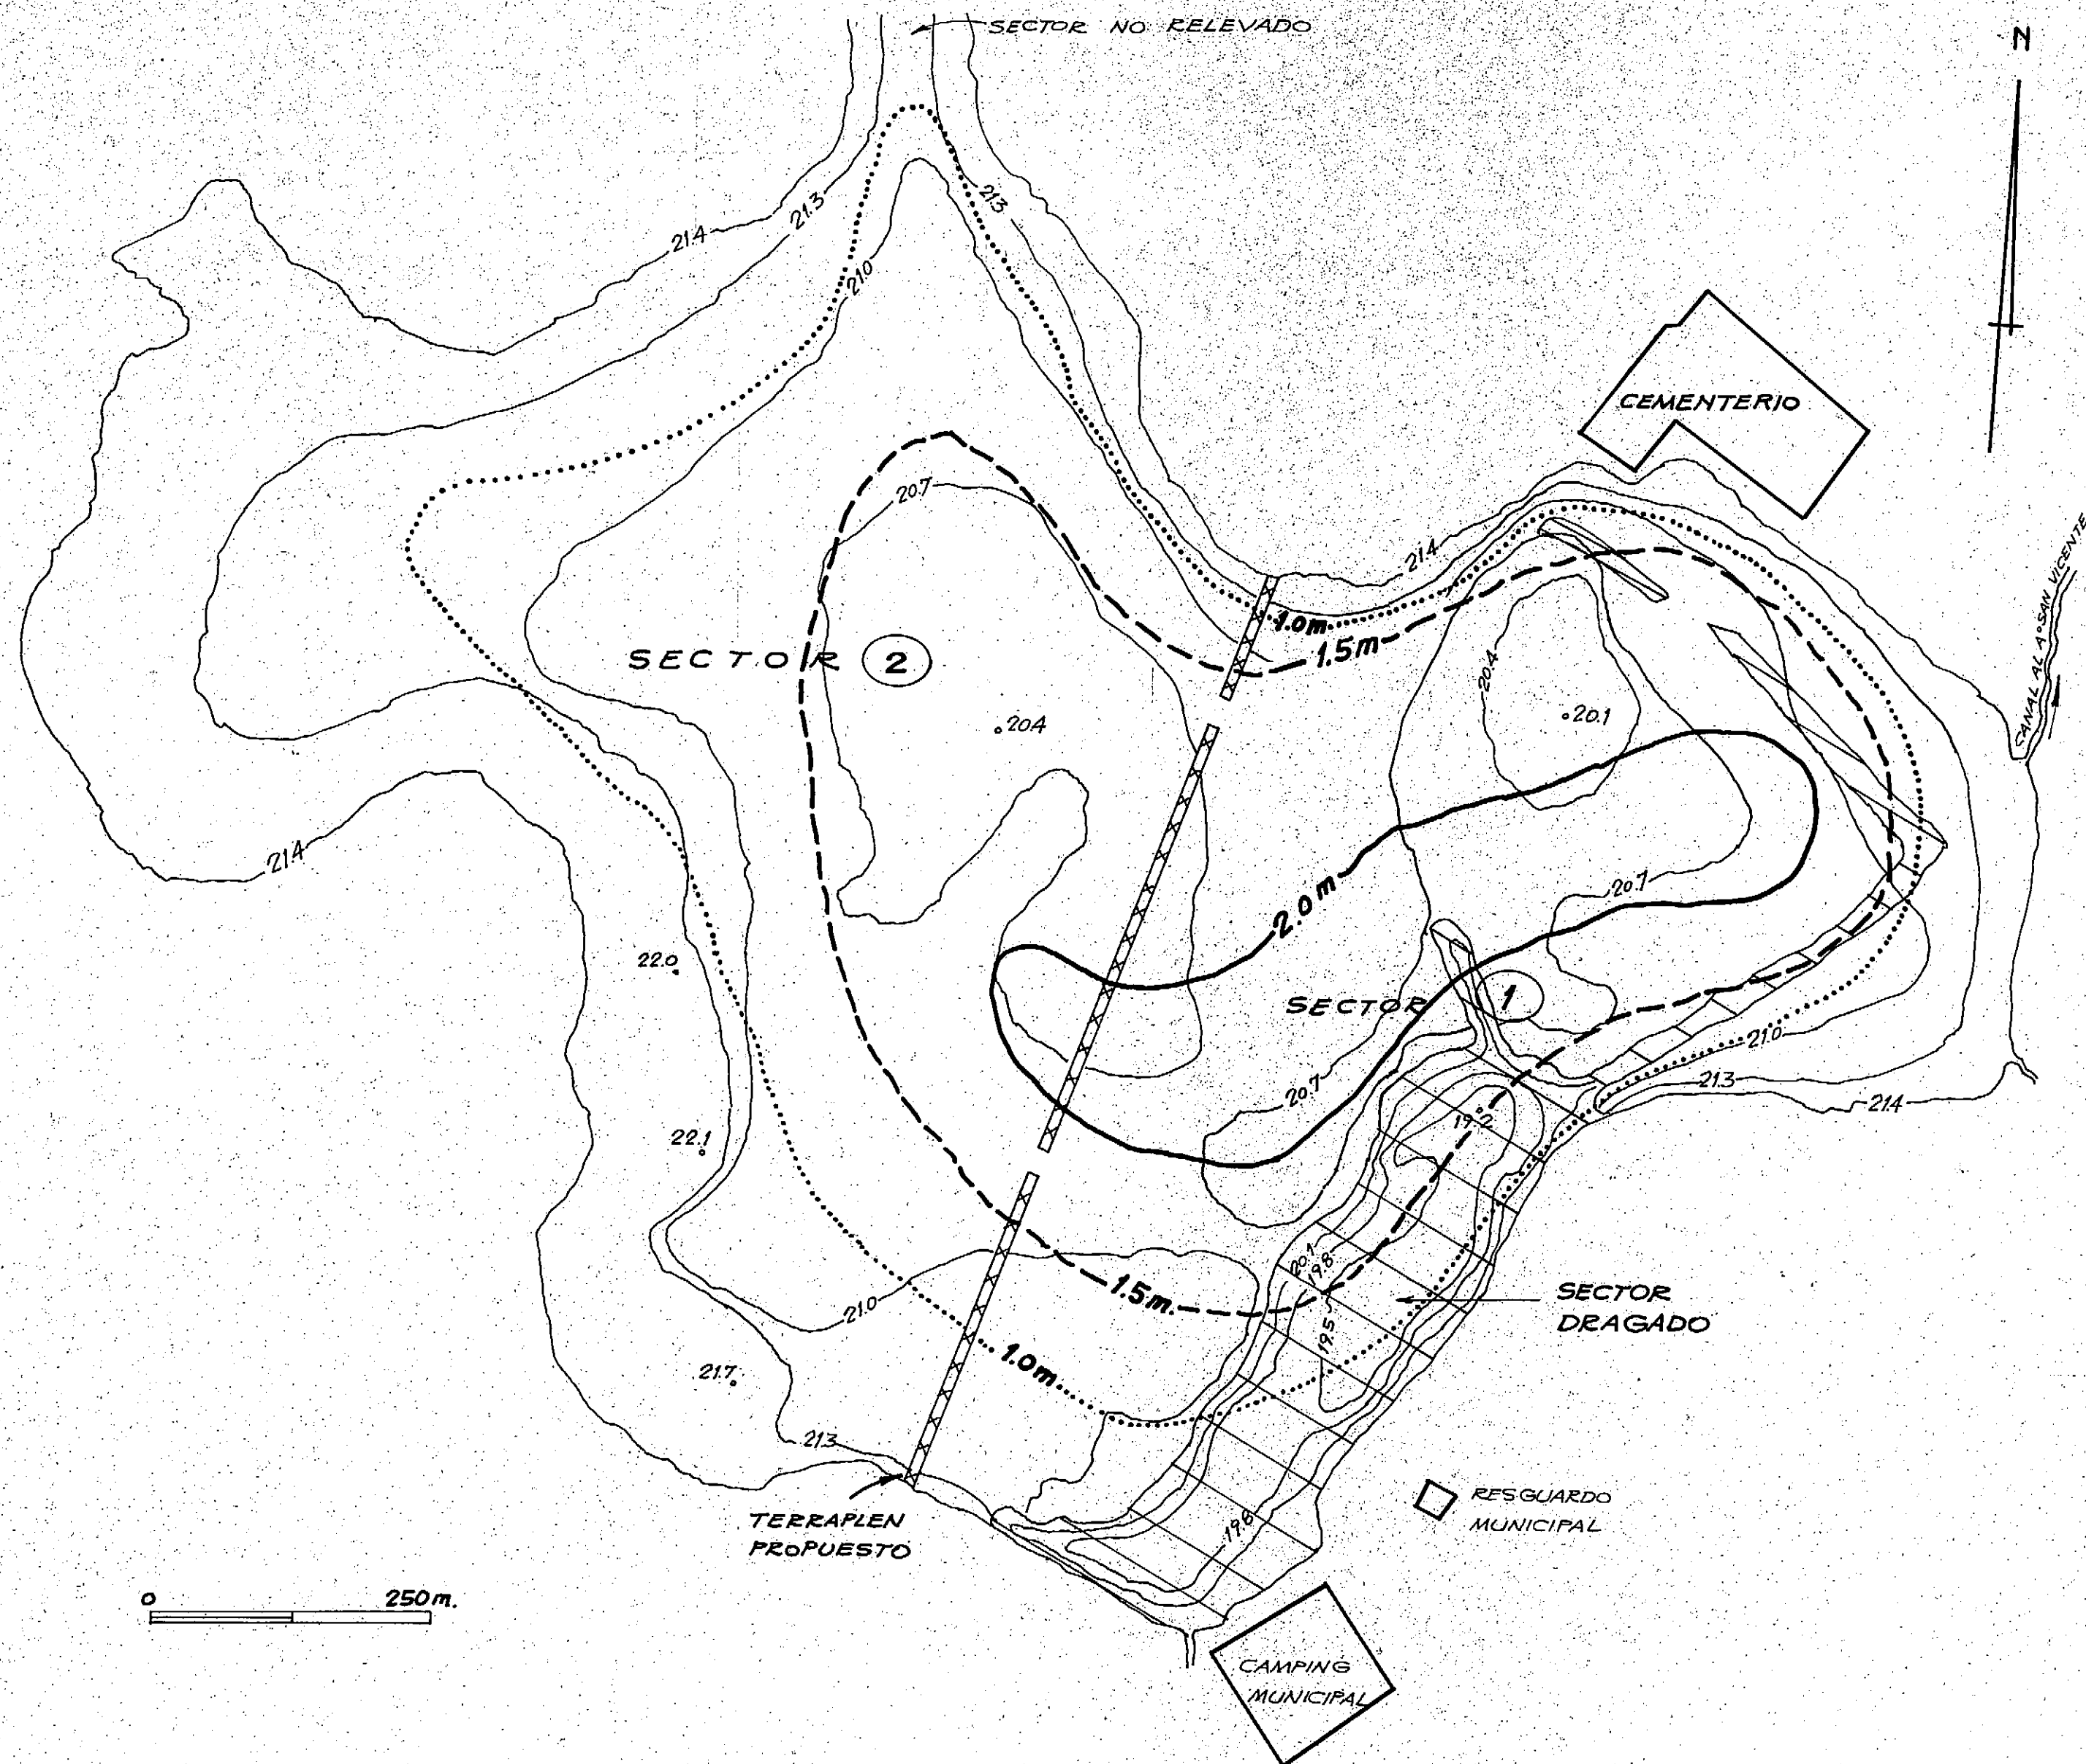 SECTOR NO RELEVADO
N
21.3
21.3
21.4
21.0
CEMENTERIO
20.7
21.4
CANAL AL A° SAN VICENTE
1.0m
1.5m
SECTOR 2
20.4
20.4
20.1
21.4
20.7
2.0m
22.0
SECTOR 1
21.0
20.7
21.3
21.4
19.2
22.1
20.1
19.8
SECTOR
DRAGADO
21.0
1.5m.
19.5
1.0m
21.7
21.3
RESGUARDO
MUNICIPAL
TERRAPLEN
PROPUESTO
19.8
0 250m.
CAMPING
MUNICIPAL